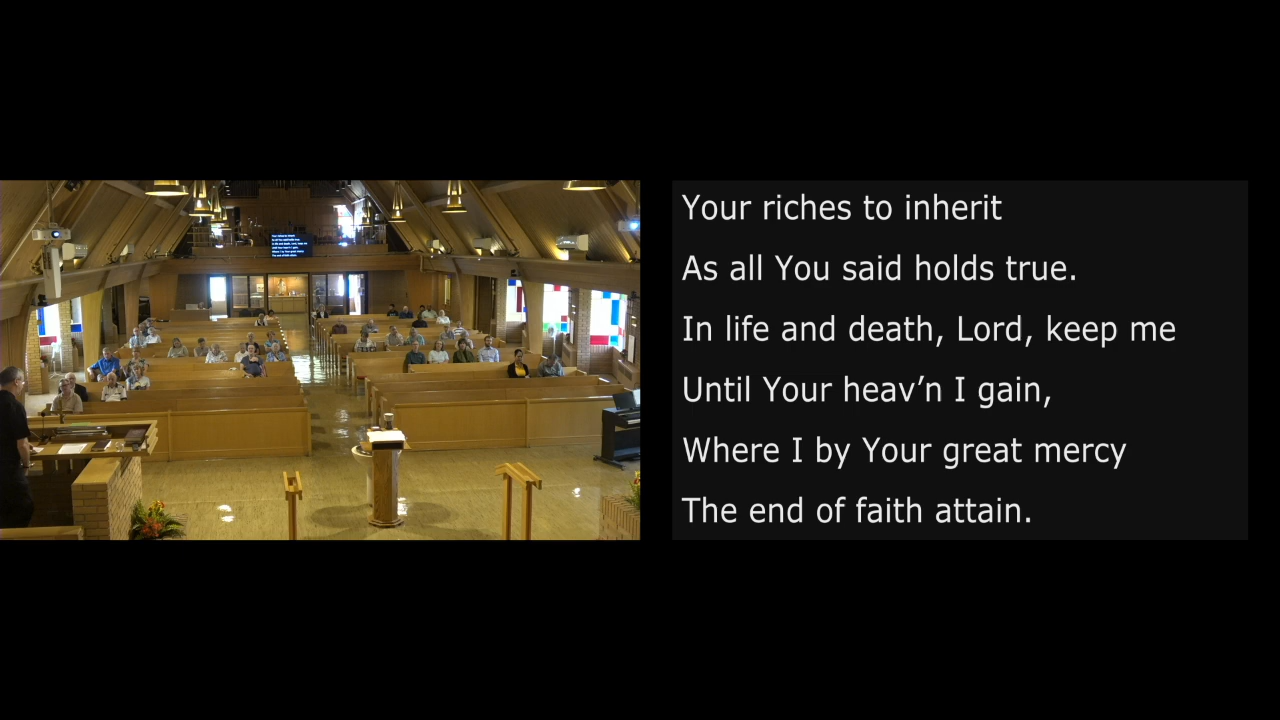 Your riches to inherit
As all You said holds true.
In life and death, Lord, keep me
Until Your heav’n I gain,
Where I by Your great mercy
The end of faith attain.